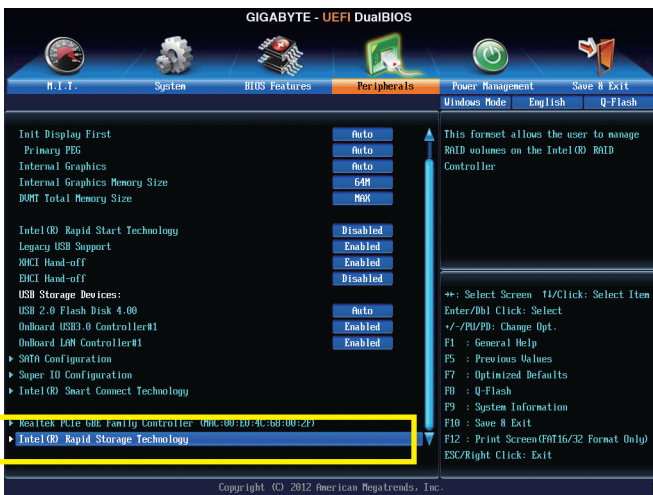 GIGABYTE - UEFI DualBIOS
M.I.T. System BIOS Features Peripherals Power Management Save & Exit
Windows Mode English Q-Flash
Init Display First Auto
Primary PEG Auto
Internal Graphics Auto
Internal Graphics Memory Size 64M
DVMT Total Memory Size MAX
Intel(R) Rapid Start Technology Disabled
Legacy USB Support Enabled
XHCI Hand-off Enabled
EHCI Hand-off Disabled
USB Storage Devices:
USB 2.0 Flash Disk 4.00 Auto
OnBoard USB3.0 Controller#1 Enabled
OnBoard LAN Controller#1 Enabled
SATA Configuration
Super IO Configuration
Intel(R) Smart Connect Technology
Realtek PCIe GBE Family Controller (MAC:00:E0:4C:68:00:2F)
Intel(R) Rapid Storage Technology
This formset allows the user to manage
RAID volumes on the Intel(R) RAID
Controller
→←: Select Screen ↑↓/Click: Select Item
Enter/Dbl Click: Select
+/-/PU/PD: Change Opt.
F1 : General Help
F5 : Previous Values
F7 : Optimized Defaults
F8 : Q-Flash
F9 : System Information
F10 : Save & Exit
F12 : Print Screen(FAT16/32 Format Only)
ESC/Right Click: Exit
Copyright (C) 2012 American Megatrends, Inc.